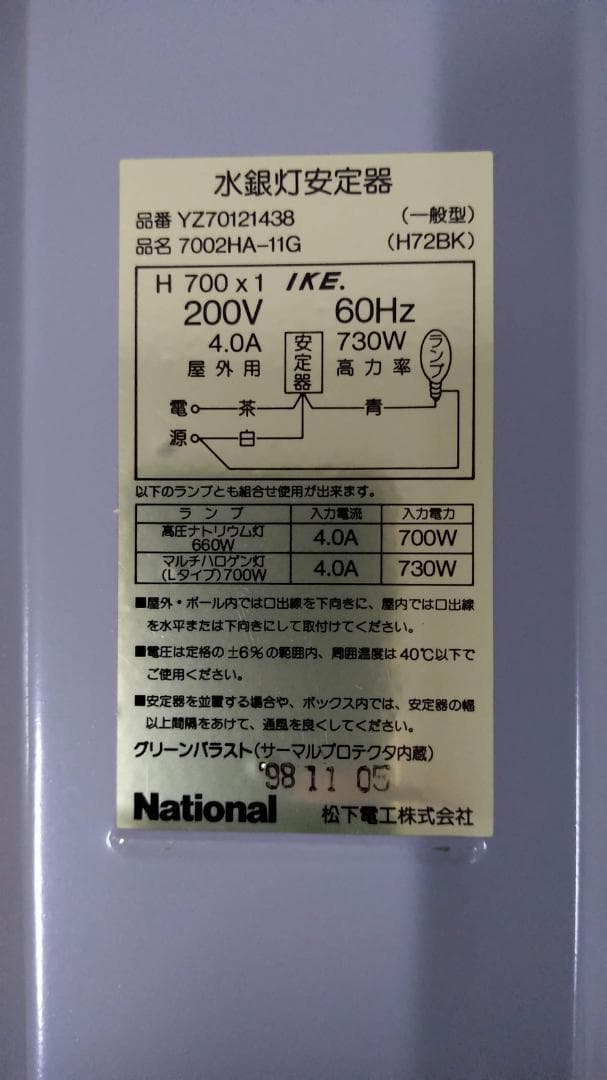 水銀灯安定器
品番 YZ70121438 (一般型)
品名 7002HA-11G (H72BK)
H 700 x 1 IKE.
200V 60Hz
4.0A 730W
屋外用 高力率
安定器
ランプ
電 茶 青
源 白
以下のランプとも組合せ使用が出来ます。
ランプ 入力電流 入力電力
高圧ナトリウム灯
660W 4.0A 700W
マルチハロゲン灯
(Lタイプ)700W 4.0A 730W
■屋外・ポール内では口出線を下向きに、屋内では口出線
を水平または下向きにして取付けてください。
■電圧は定格の±6%の範囲内、周囲温度は40℃以下で
ご使用ください。
■安定器を並置する場合や、ボックス内では、安定器の幅
以上間隔をあけて、通風を良くしてください。
グリーンバラスト(サーマルプロテクタ内蔵)
'98 11 05
National 松下電工株式会社